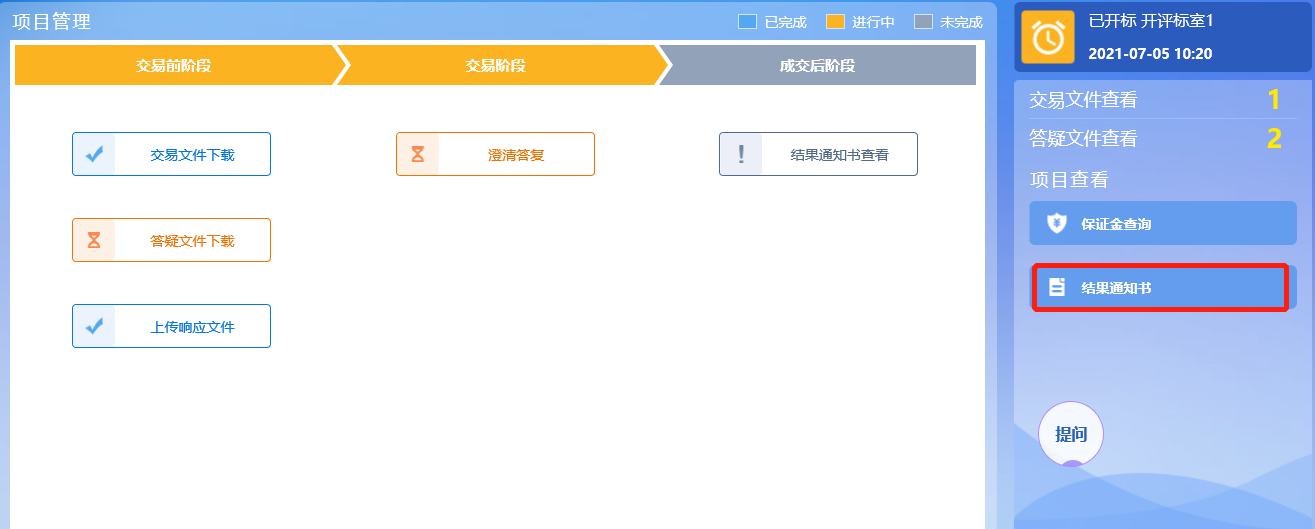 项目管理
已完成 进行中 未完成
交易前阶段 交易阶段 成交后阶段
交易文件下载 澄清答复 结果通知书查看
答疑文件下载
上传响应文件
已开标 开评标室1
2021-07-05 10:20
交易文件查看 1
答疑文件查看 2
项目查看
保证金查询
结果通知书
提问